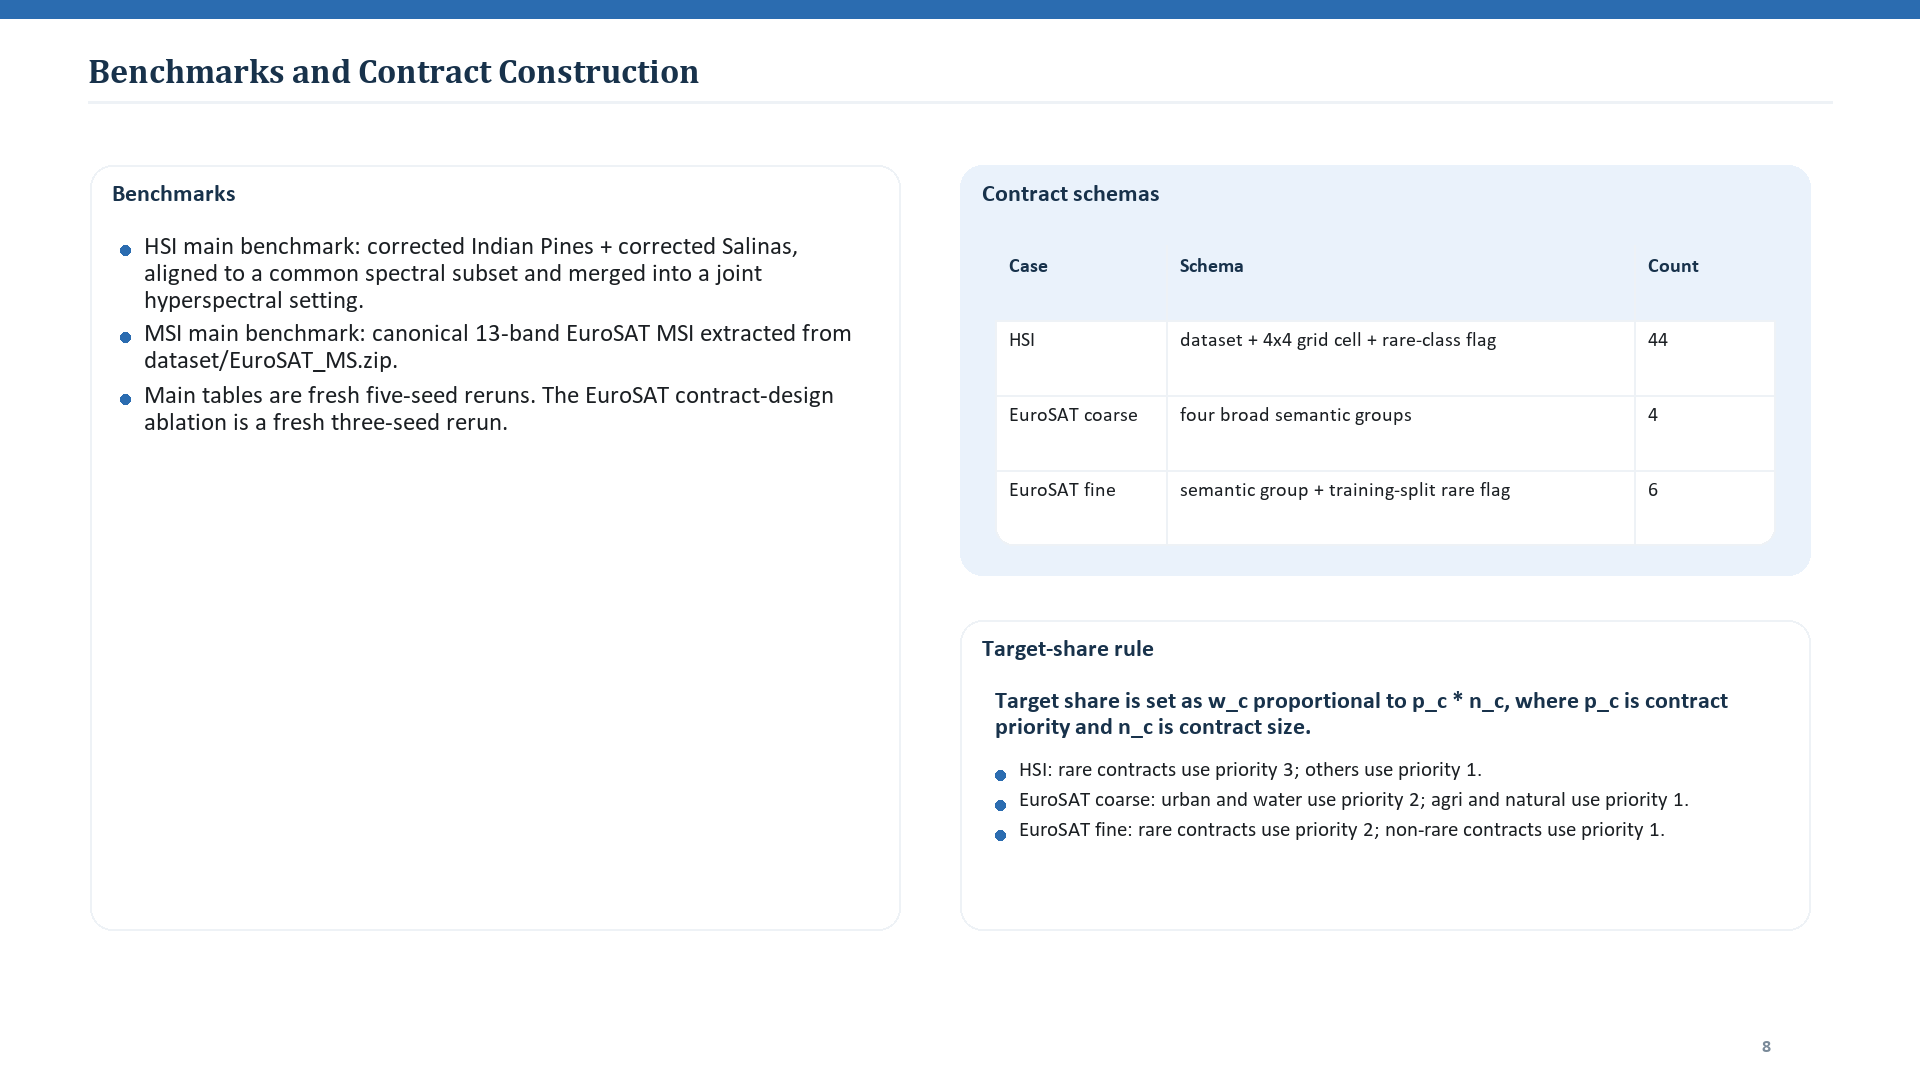 Benchmarks and Contract Construction
Benchmarks
HSI main benchmark: corrected Indian Pines + corrected Salinas,
aligned to a common spectral subset and merged into a joint
hyperspectral setting.
MSI main benchmark: canonical 13-band EuroSAT MSI extracted from
dataset/EuroSAT_MS.zip.
Main tables are fresh five-seed reruns. The EuroSAT contract-design
ablation is a fresh three-seed rerun.
Contract schemas
Case Schema Count
HSI dataset + 4x4 grid cell + rare-class flag 44
EuroSAT coarse four broad semantic groups 4
EuroSAT fine semantic group + training-split rare flag 6
Target-share rule
Target share is set as w_c proportional to p_c * n_c, where p_c is contract
priority and n_c is contract size.
HSI: rare contracts use priority 3; others use priority 1.
EuroSAT coarse: urban and water use priority 2; agri and natural use priority 1.
EuroSAT fine: rare contracts use priority 2; non-rare contracts use priority 1.
8